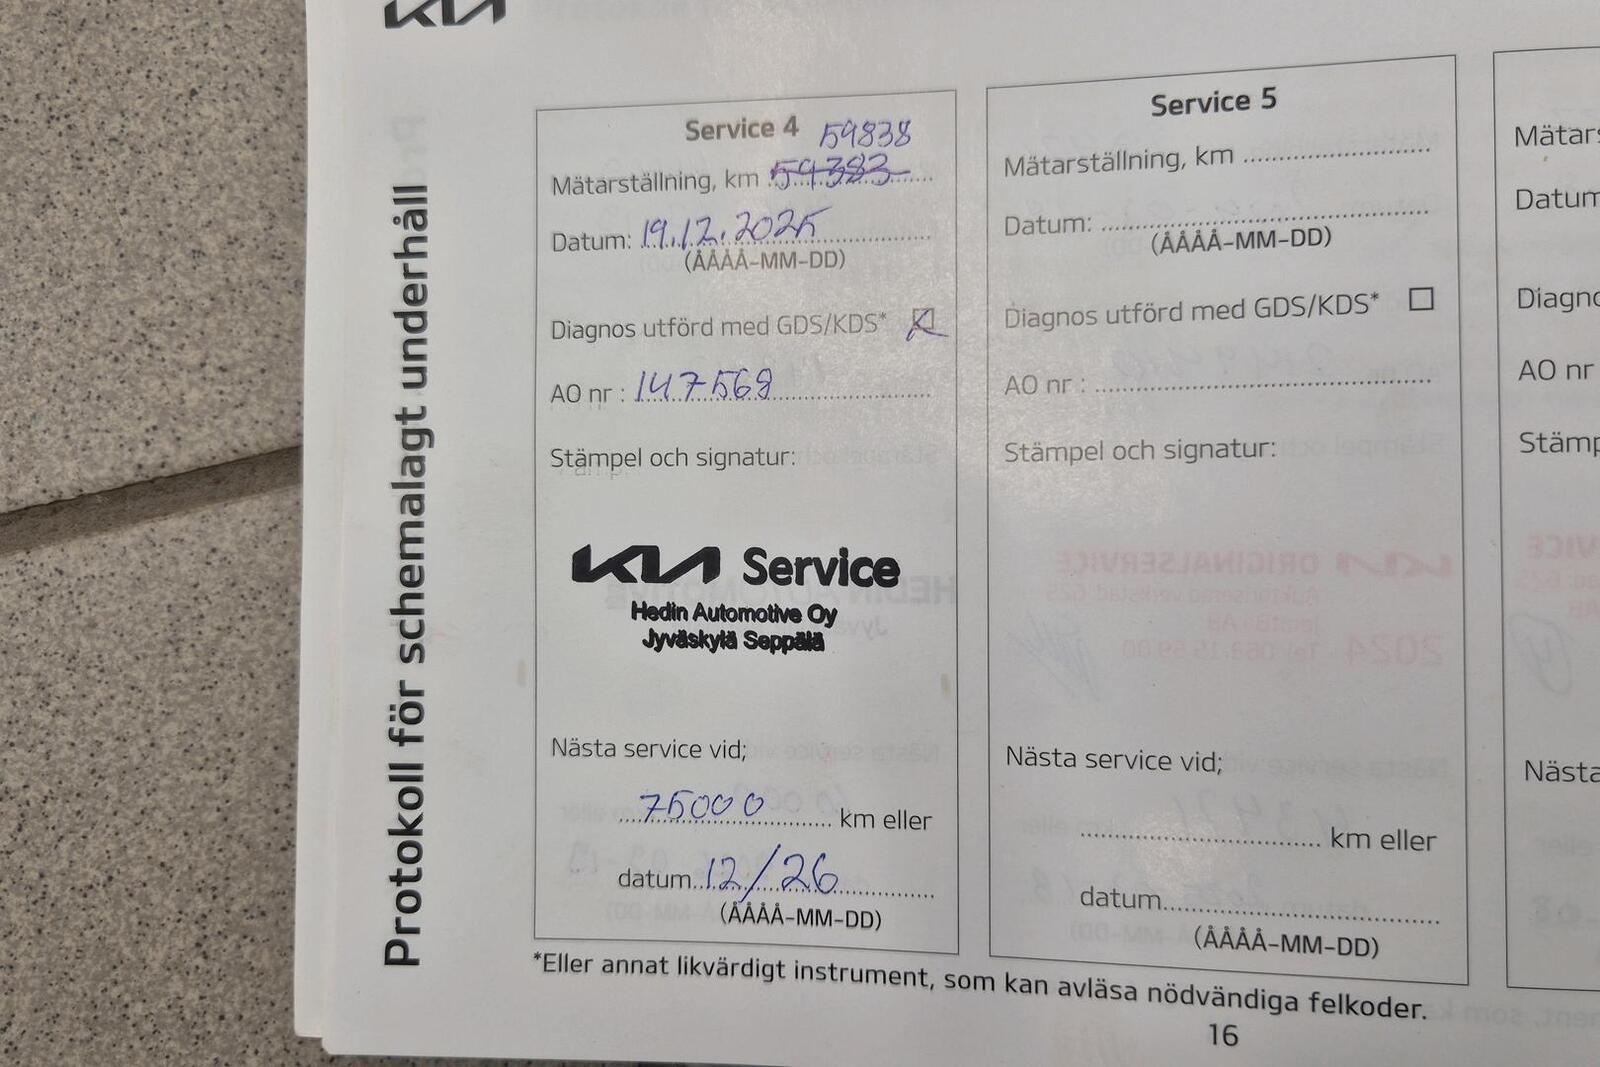 KIA
Protokoll för schemalagt underhåll
Service 4
59838
Mätarställning, km 59383
Datum: 19.12.2025
(ÅÅÅÅ-MM-DD)
Diagnos utförd med GDS/KDS*
AO nr : 147568
Stämpel och signatur:
KIA Service
Hedin Automotive Oy
Jyväskylä Seppälä
Nästa service vid;
75000 km eller
datum 12/26
(ÅÅÅÅ-MM-DD)
Service 5
Mätarställning, km
Datum:
(ÅÅÅÅ-MM-DD)
Diagnos utförd med GDS/KDS*
AO nr :
Stämpel och signatur:
Nästa service vid;
km eller
datum
(ÅÅÅÅ-MM-DD)
Mätars
Datum
Diagno
AO nr
Stämp
Nästa
*Eller annat likvärdigt instrument, som kan avläsa nödvändiga felkoder.
16